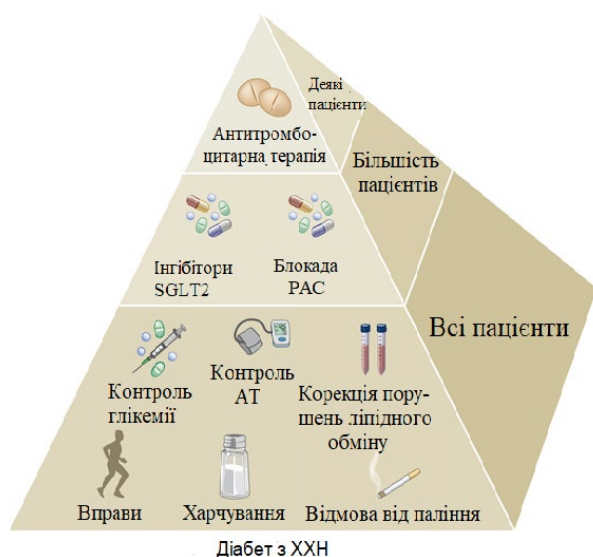 Деякі
пацієнти
Антитромбо-
цитарна терапія
Більшість
пацієнтів
Інгібітори
SGLT2
Блокада
РАС
Всі пацієнти
Контроль
глікемії
Контроль
АТ
Корекція пору-
шень ліпідного
обміну
Вправи
Харчування
Відмова від паління
Діабет з ХХН